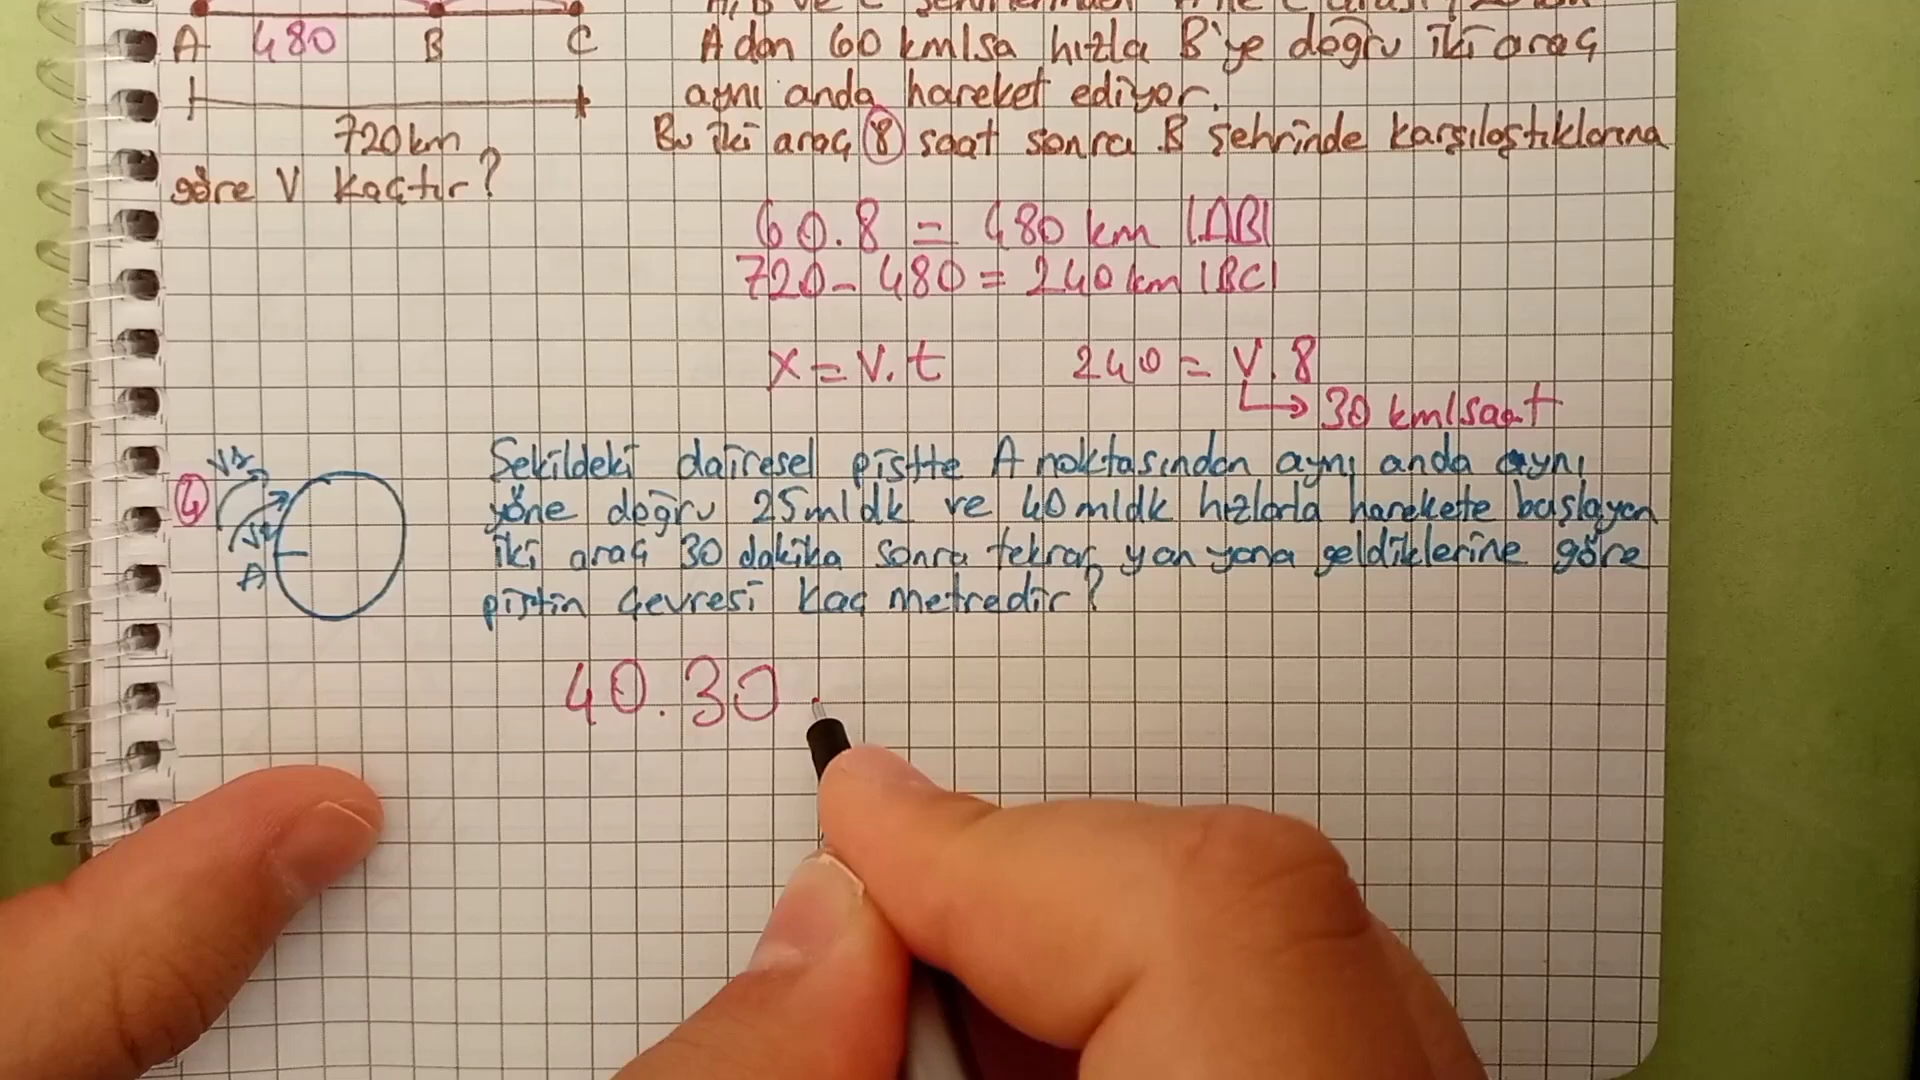 A 480 B C
720km
A dan 60 km/sa hızla B'ye doğru iki araç
aynı anda hareket ediyor.
Bu iki araç 8 saat sonra B şehrinde karşılaştıklarına
göre V kaçtır?
60.8 = 480 km |AB|
720-480 = 240 km |BC|
x=v.t 240 = V.8
30 km/saat
4
A
Şekildeki dairesel pistte A noktasından aynı anda aynı
yöne doğru 25m/dk ve 40m/dk hızlarla harekete başlayan
iki araç 30 dakika sonra tekrar yan yana geldiklerine göre
pistin çevresi kaç metredir?
40.30